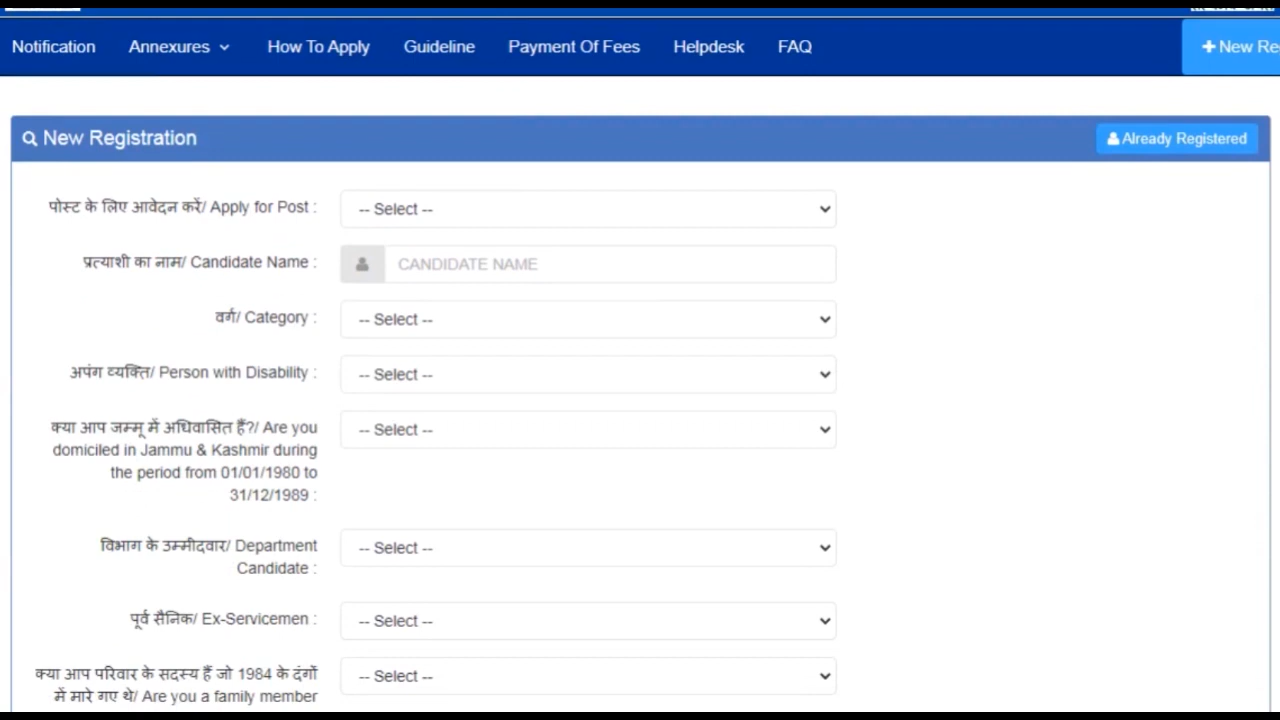 Notification Annexures How To Apply Guideline Payment Of Fees Helpdesk FAQ New Re
New Registration Already Registered
पोस्ट के लिए आवेदन करें/ Apply for Post : -- Select --
प्रत्याशी का नाम/ Candidate Name : CANDIDATE NAME
वर्ग/ Category : -- Select --
अपंग व्यक्ति/ Person with Disability : -- Select --
क्या आप जम्मू में अधिवासित हैं?/ Are you -- Select --
domiciled in Jammu & Kashmir during
the period from 01/01/1980 to
31/12/1989 :
विभाग के उम्मीदवार/ Department -- Select --
Candidate :
पूर्व सैनिक/ Ex-Servicemen : -- Select --
क्या आप परिवार के सदस्य हैं जो 1984 के दंगों -- Select --
में मारे गए थे/ Are you a family member